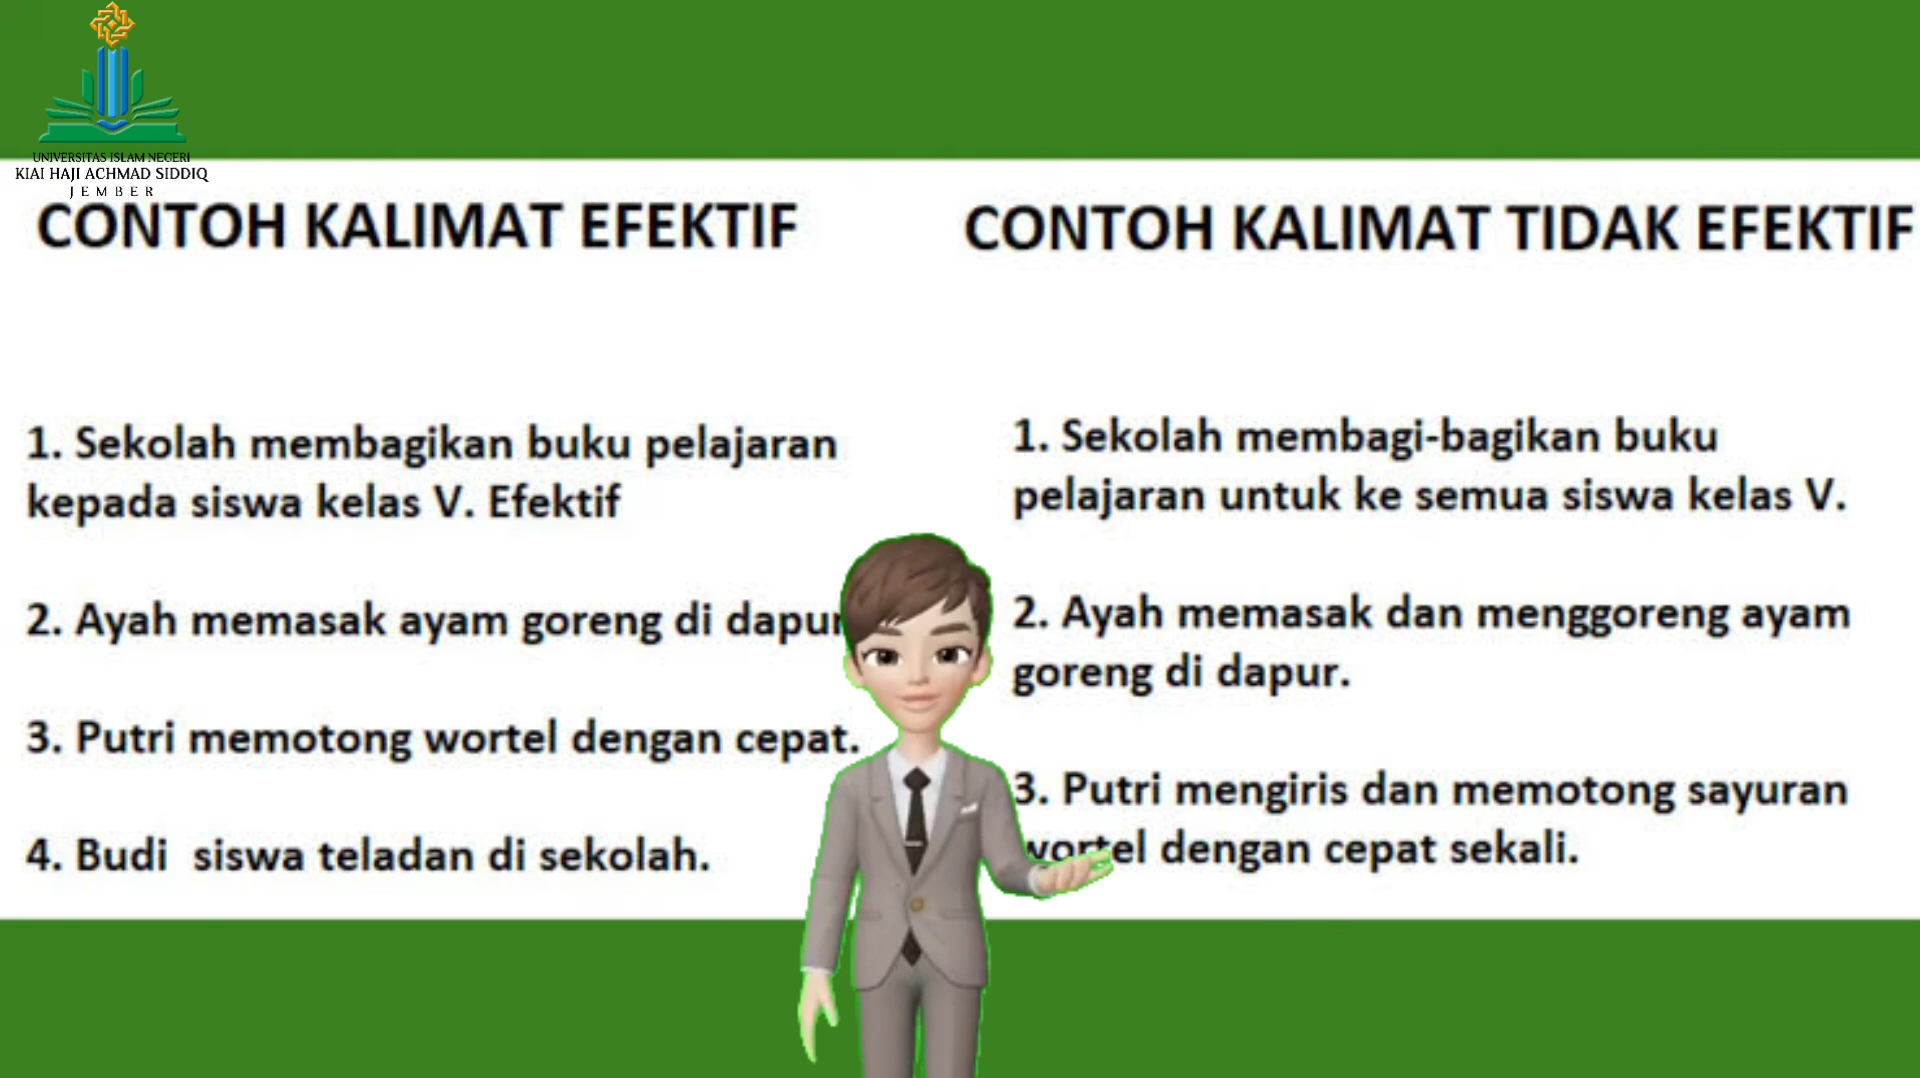 UNIVERSITAS ISLAM NEGERI
KIAI HAJI ACHMAD SIDDIQ
JEMBER
CONTOH KALIMAT EFEKTIF
1. Sekolah membagikan buku pelajaran
kepada siswa kelas V. Efektif
2. Ayah memasak ayam goreng di dapur
3. Putri memotong wortel dengan cepat.
4. Budi siswa teladan di sekolah.
CONTOH KALIMAT TIDAK EFEKTIF
1. Sekolah membagi-bagikan buku
pelajaran untuk ke semua siswa kelas V.
2. Ayah memasak dan menggoreng ayam
goreng di dapur.
3. Putri mengiris dan memotong sayuran
wortel dengan cepat sekali.